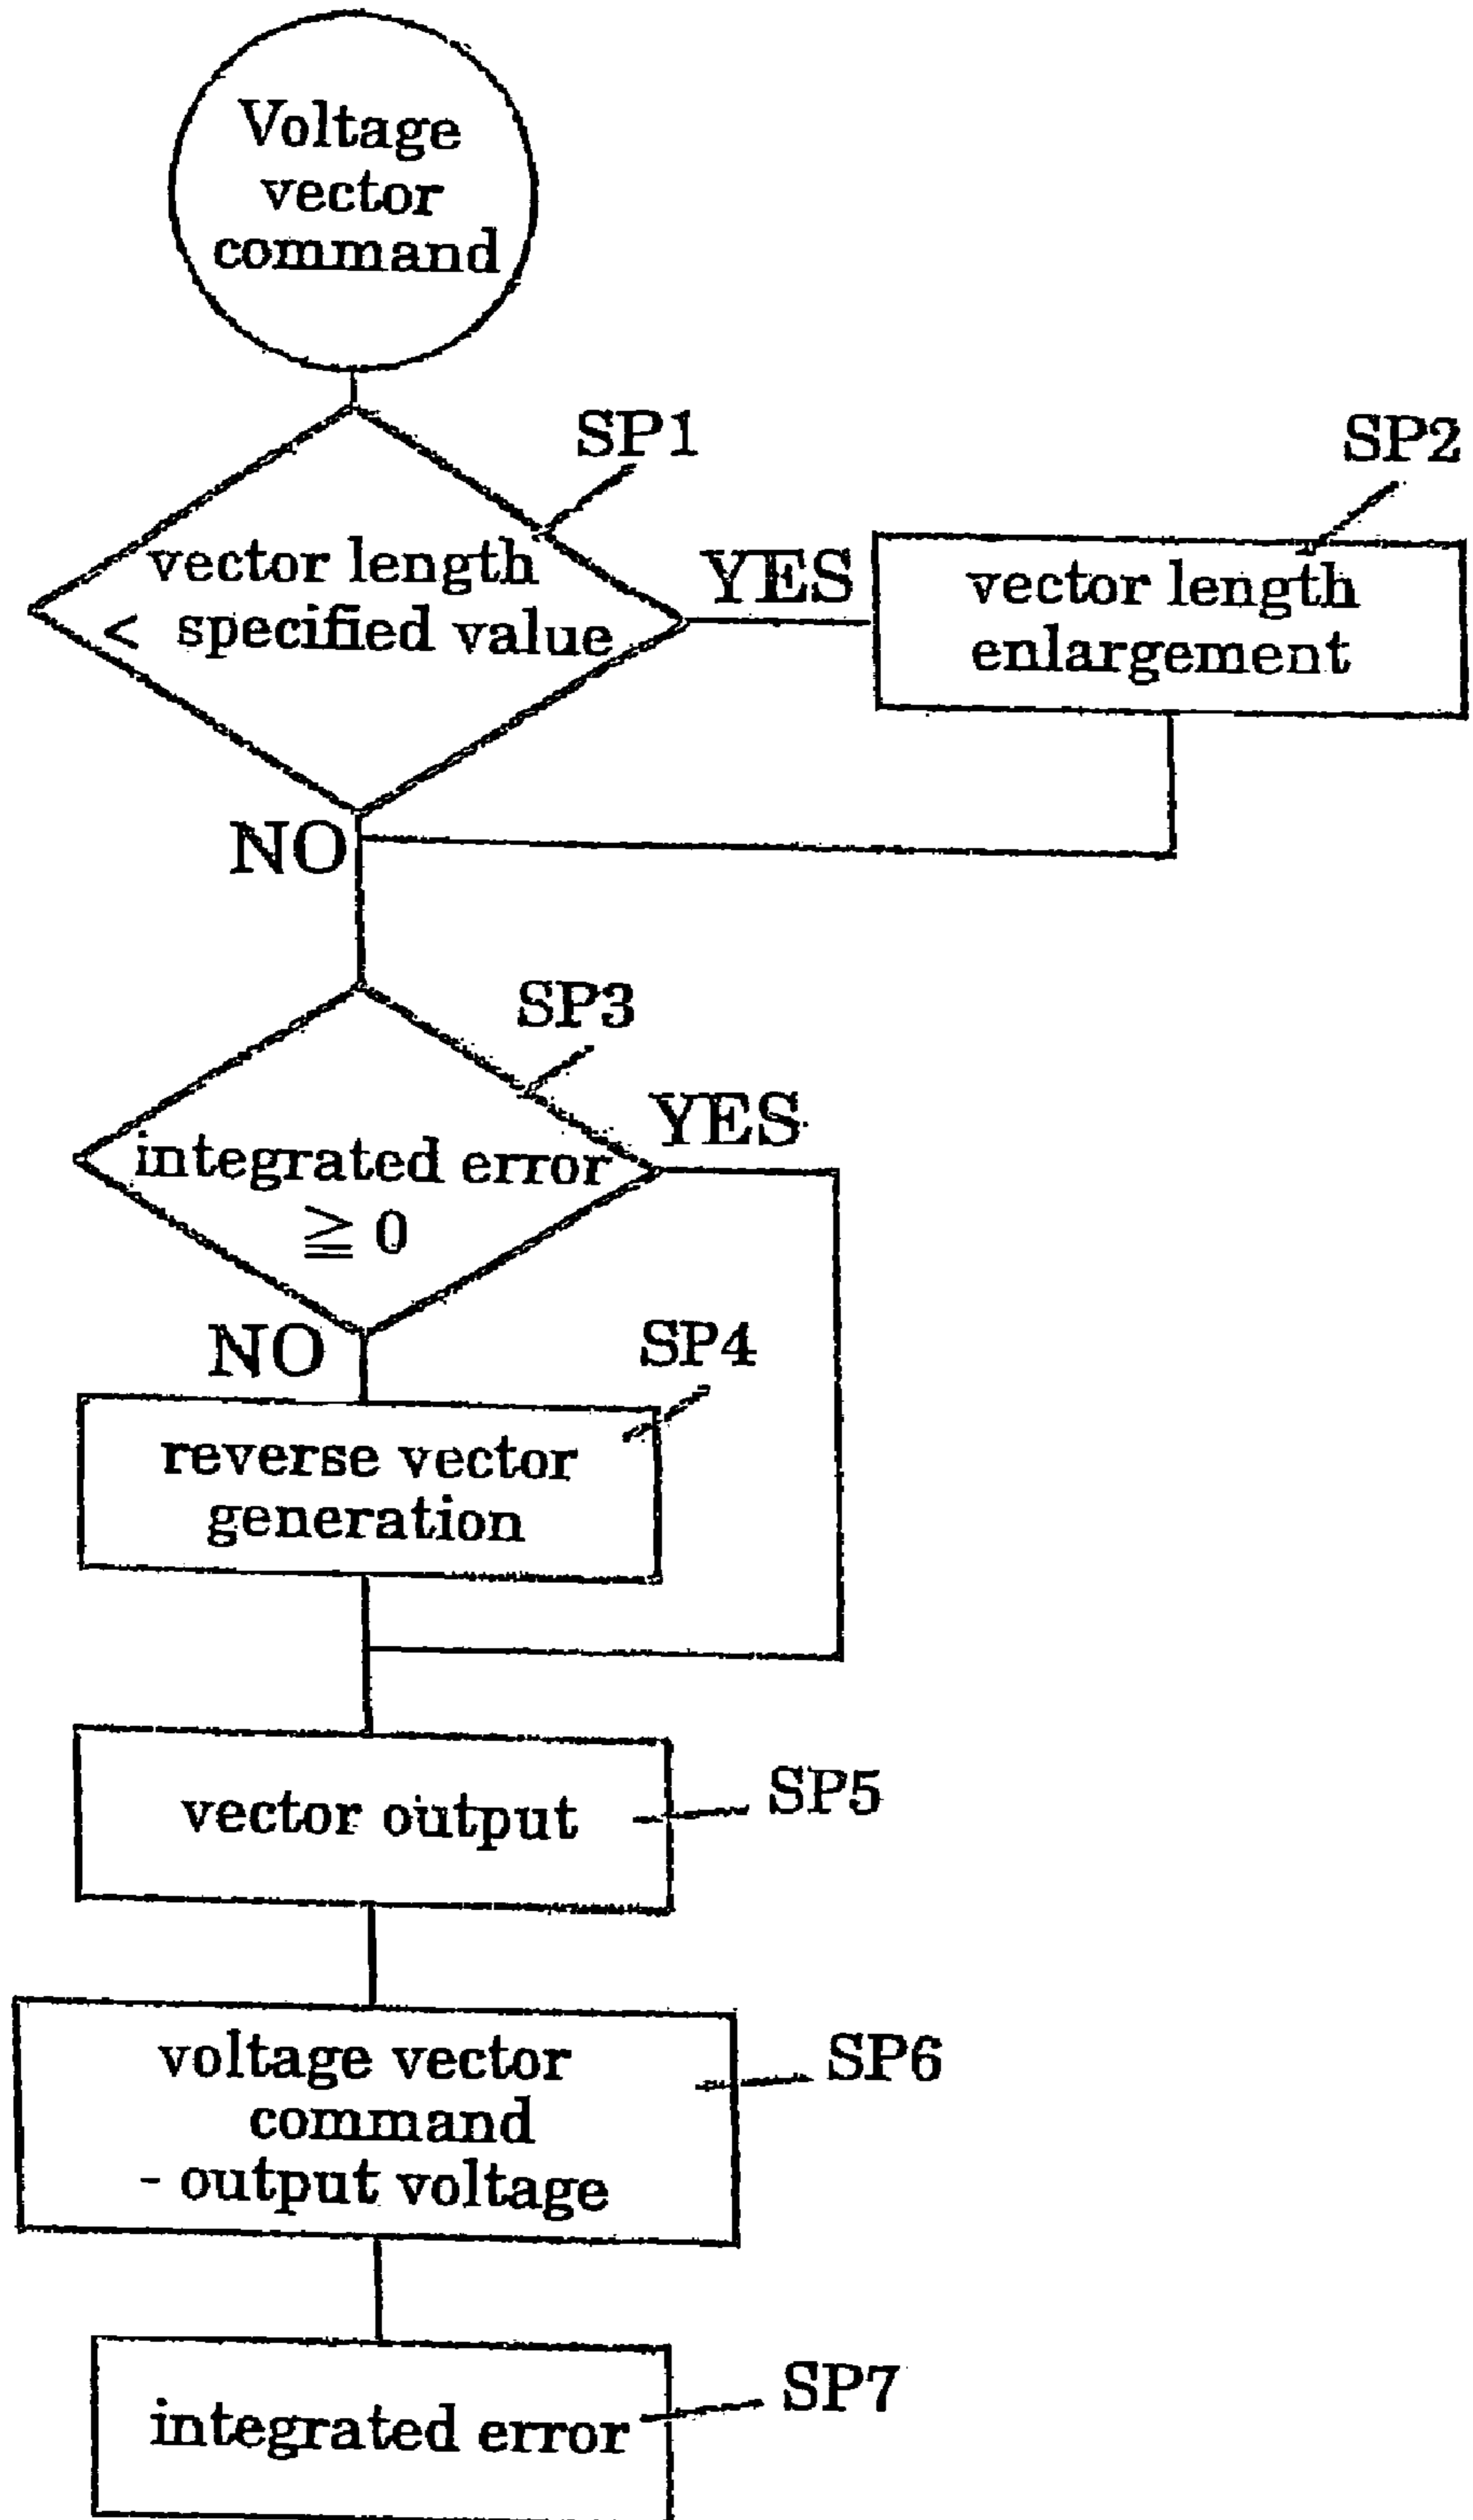 Voltage
vector
command
SP1
SP2
vector length
< specified value
YES
vector length
enlargement
NO
SP3
YES
integrated error
≧ 0
NO
SP4
reverse vector
generation
vector output
SP5
voltage vector
command
- output voltage
SP6
integrated error
SP7